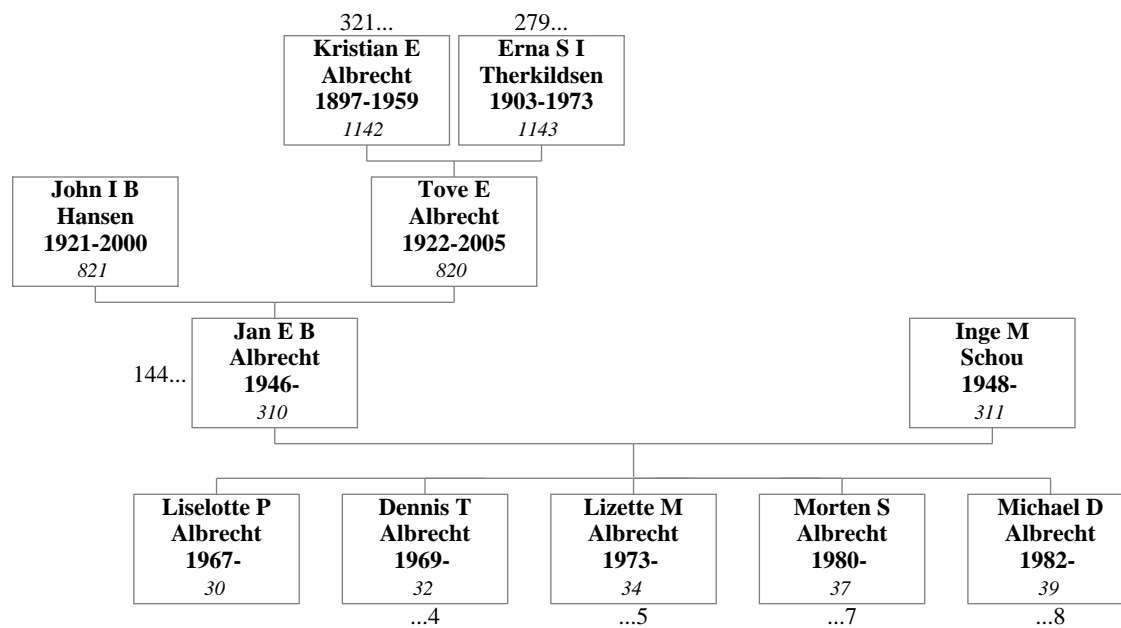 321...
Kristian E
Albrecht
1897-1959
1142
279...
Erna S I
Therkildsen
1903-1973
1143
John I B
Hansen
1921-2000
821
Tove E
Albrecht
1922-2005
820
144...
Jan E B
Albrecht
1946-
310
Inge M
Schou
1948-
311
Liselotte P
Albrecht
1967-
30
Dennis T
Albrecht
1969-
32
...4
Lizette M
Albrecht
1973-
34
...5
Morten S
Albrecht
1980-
37
...7
Michael D
Albrecht
1982-
39
...8